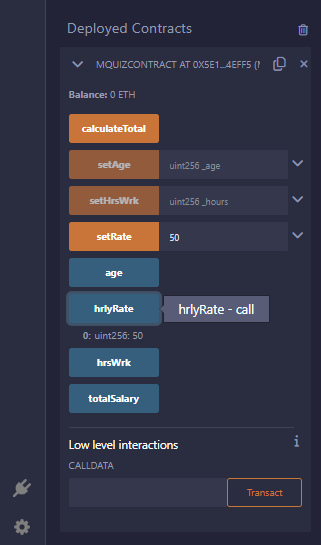 Deployed Contracts
MQUIZCONTRACT AT 0X5E1...4EFF5 (M
Balance: 0 ETH
calculateTotal
setAge uint256 _age
setHrsWrk uint256 _hours
setRate 50
age
hrlyRate hrlyRate - call
0: uint256: 50
hrsWrk
totalSalary
Low level interactions
CALLDATA
Transact